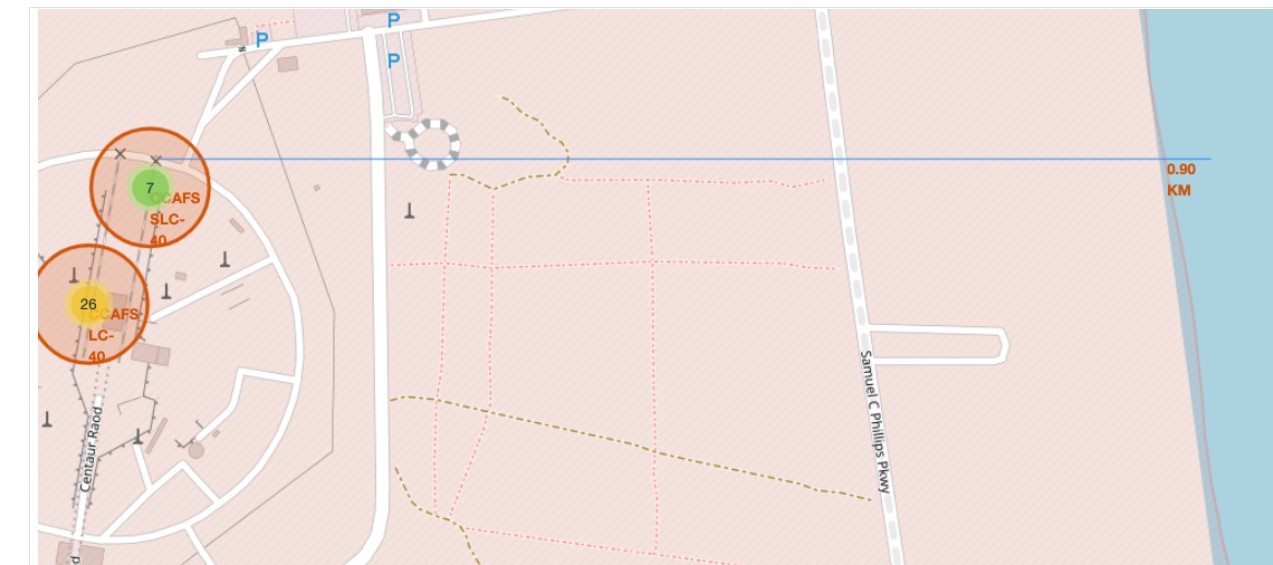 P
P
P
7
CCAFS
SLC-
40
0.90
KM
26
CCAFS
LC-
40
Samuel C Phillips Pkwy
Centaur Raod
d